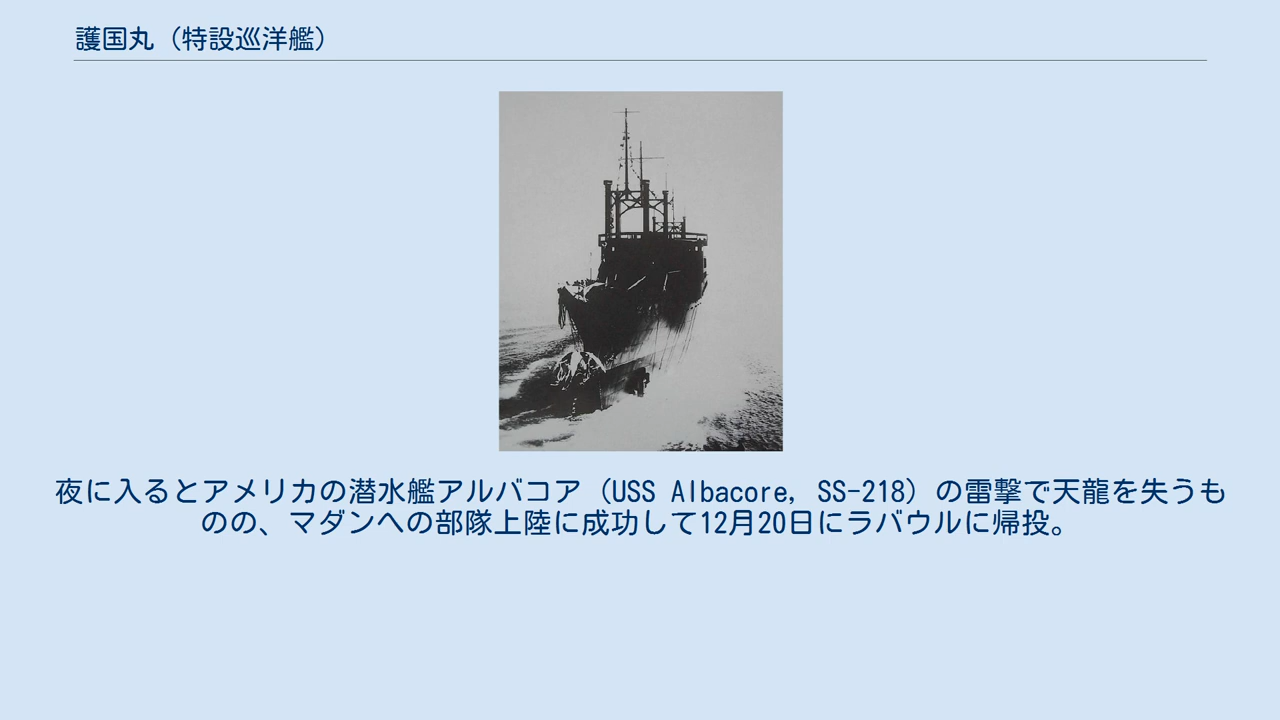 護国丸（特設巡洋艦）
夜に入るとアメリカの潜水艦アルバコア（USS Albacore, SS-218）の雷撃で天龍を失うも
のの、マダンへの部隊上陸に成功して12月20日にラバウルに帰投。